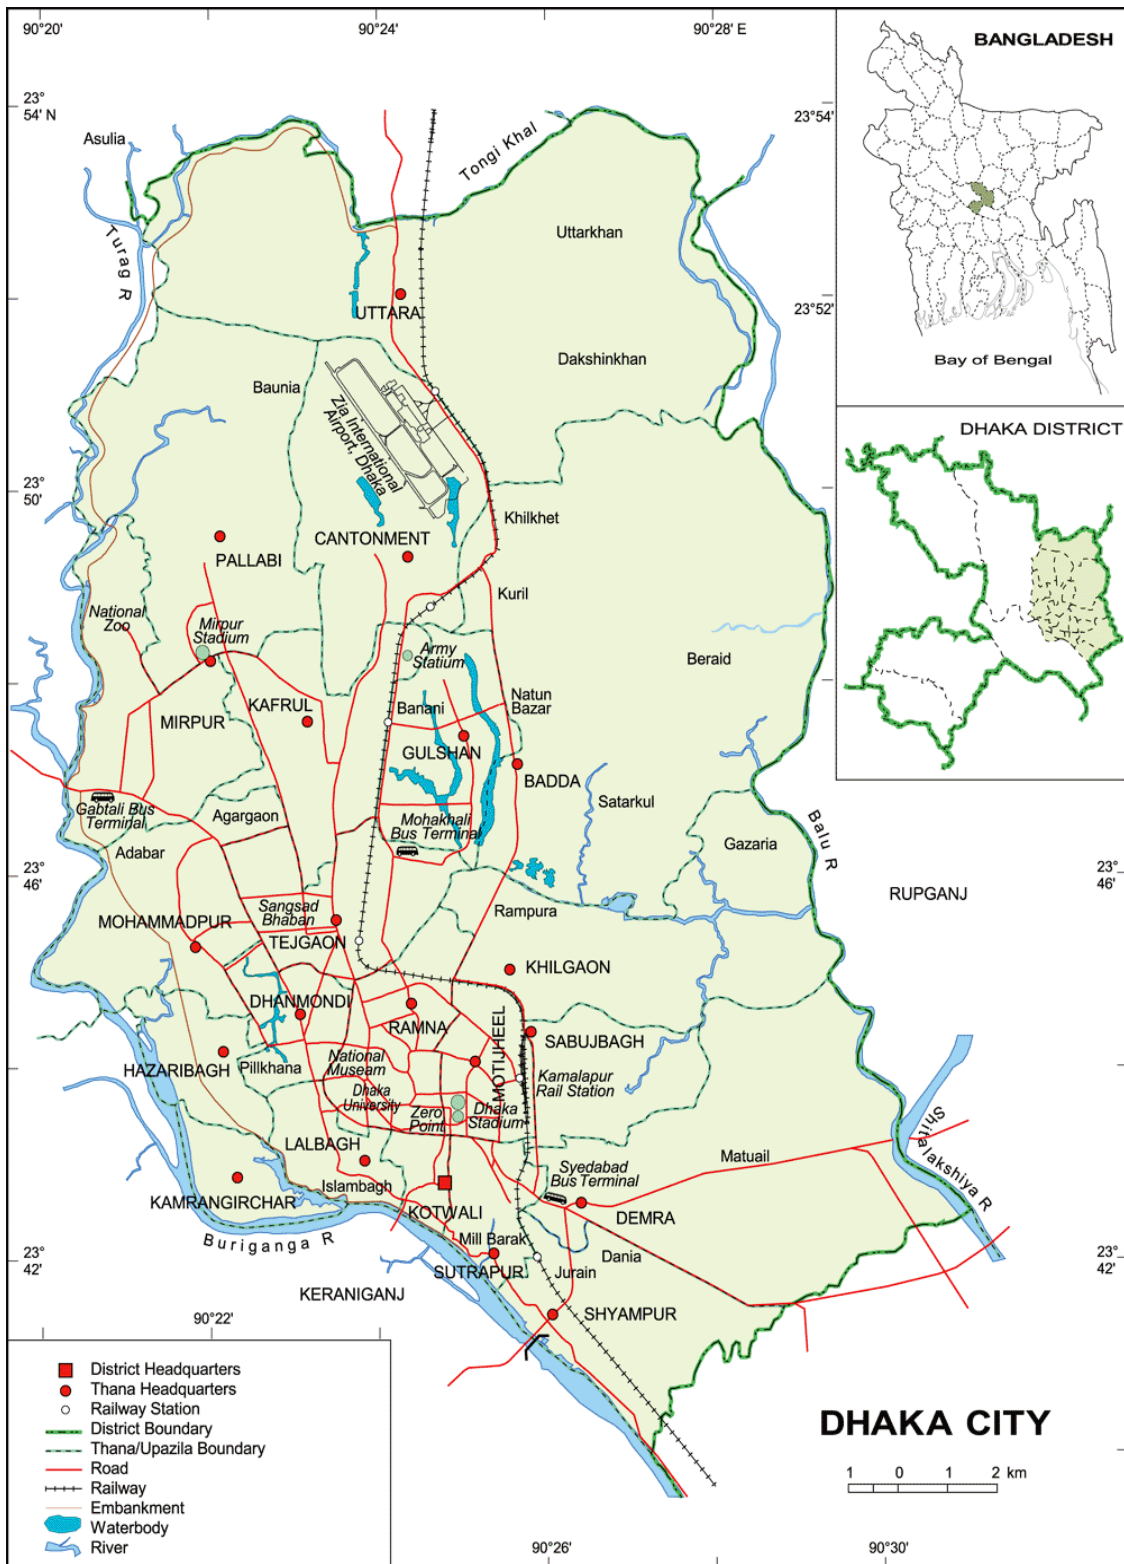 90°20'
90°24'
90°28' E
BANGLADESH
23°
54' N
23°54'
Asulia
Tongi Khal
Turag R
Uttarkhan
23°52'
UTTARA
Bay of Bengal
Dakshinkhan
Baunia
Zia International
Airport, Dhaka
DHAKA DISTRICT
23°
50'
Khilkhet
CANTONMENT
PALLABI
Kuril
National
Zoo
Mirpur
Stadium
Army
Statium
Beraid
Natun
Bazar
KAFRUL
Banani
MIRPUR
GULSHAN
BADDA
Satarkul
Gabtali Bus
Terminal
Agargaon
Mohakhali
Bus Terminal
Balu R
Gazaria
Adabar
23
46'
23°
46'
RUPGANJ
Sangsad
Bhaban
Rampura
MOHAMMADPUR
TEJGAON
KHILGAON
DHANMONDI
RAMNA
MOTIJHEEL
SABUJBAGH
HAZARIBAGH
Pillkhana
National
Museam
Kamalapur
Rail Station
Dhaka
University
Zero
Point
Dhaka
Stadium
Shitalakshiya R
LALBAGH
Matuail
Syedabad
Bus Terminal
Islambagh
KAMRANGIRCHAR
KOTWALI
DEMRA
Buriganga R
Mill Barak
Dania
23°
42'
23°
42'
SUTRAPUR
Jurain
KERANIGANJ
SHYAMPUR
90°22'
District Headquarters
Thana Headquarters
Railway Station
District Boundary
Thana/Upazila Boundary
Road
Railway
Embankment
Waterbody
River
DHAKA CITY
1 0 1 2 km
90°26'
90°30'